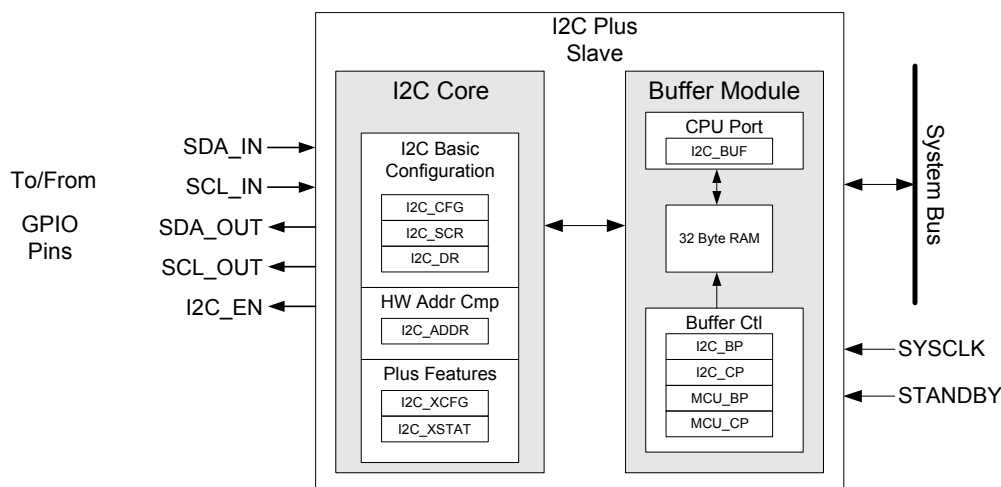 I2C Plus
Slave
To/From
GPIO
Pins
SDA_IN
SCL_IN
SDA_OUT
SCL_OUT
I2C_EN
I2C Core
I2C Basic
Configuration
I2C_CFG
I2C_SCR
I2C_DR
HW Addr Cmp
I2C_ADDR
Plus Features
I2C_XCFG
I2C_XSTAT
Buffer Module
CPU Port
I2C_BUF
32 Byte RAM
Buffer Ctl
I2C_BP
I2C_CP
MCU_BP
MCU_CP
System Bus
SYSCLK
STANDBY